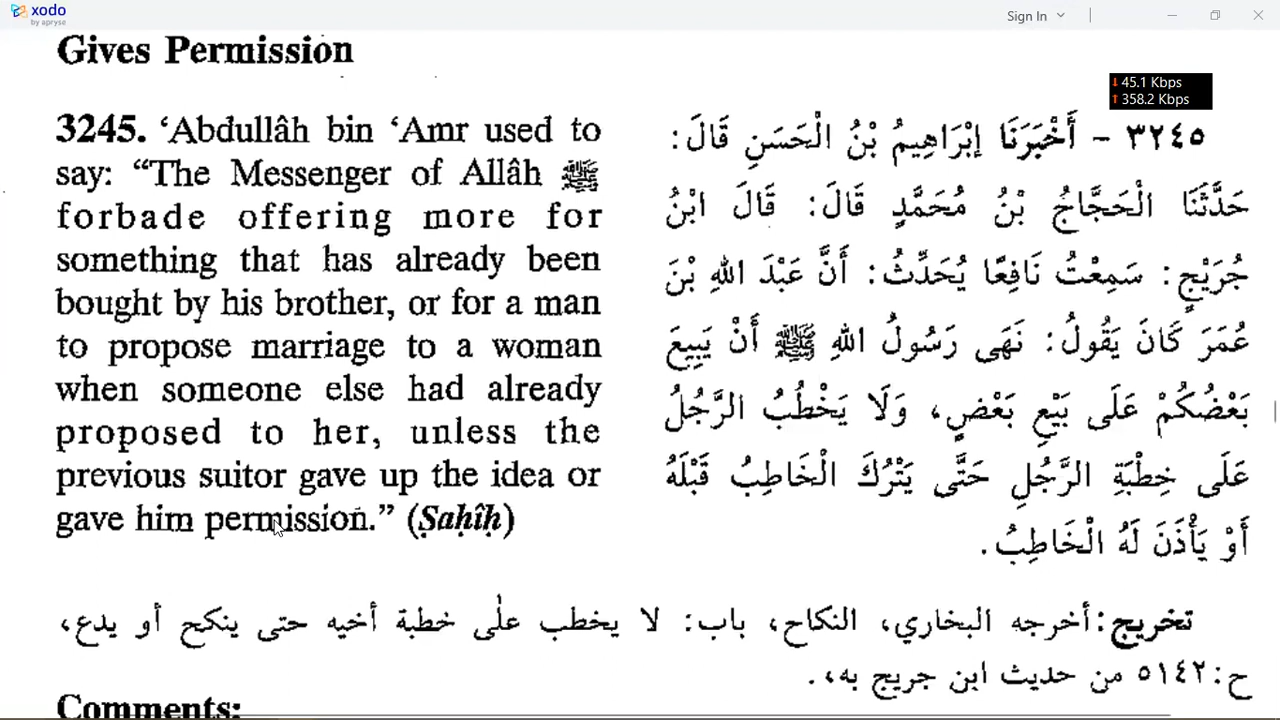 xodo
by apryse
Sign In
↓ 45.1 Kbps
↑ 358.2 Kbps
Gives Permission
3245. ‘Abdullâh bin ‘Amr used to
say: “The Messenger of Allâh ﷺ
forbade offering more for
something that has already been
bought by his brother, or for a man
to propose marriage to a woman
when someone else had already
proposed to her, unless the
previous suitor gave up the idea or
gave him permission.” (Ṣaḥîḥ)
٣٢٤٥ - أَخْبَرَنَا إِبْرَاهِيمُ بْنُ الْحَسَنِ قَالَ:
حَدَّثَنَا الْحَجَّاجُ بْنُ مُحَمَّدٍ قَالَ: قَالَ ابْنُ
جُرَيْجٍ: سَمِعْتُ نَافِعًا يُحَدِّثُ: أَنَّ عَبْدَ اللهِ بْنَ
عُمَرَ كَانَ يَقُولُ: نَهَى رَسُولُ اللهِ ﷺ أَنْ يَبِيعَ
بَعْضُكُمْ عَلَى بَيْعِ بَعْضٍ، وَلَا يَخْطُبُ الرَّجُلُ
عَلَى خِطْبَةِ الرَّجُلِ حَتَّى يَتْرُكَ الْخَاطِبُ قَبْلَهُ
أَوْ يَأْذَنَ لَهُ الْخَاطِبُ.
تخريج: أخرجه البخاري، النكاح، باب: لا يخطب على خطبة أخيه حتى ينكح أو يدع،
ح: ٥١٤٢ من حديث ابن جريج به،.
Comments: